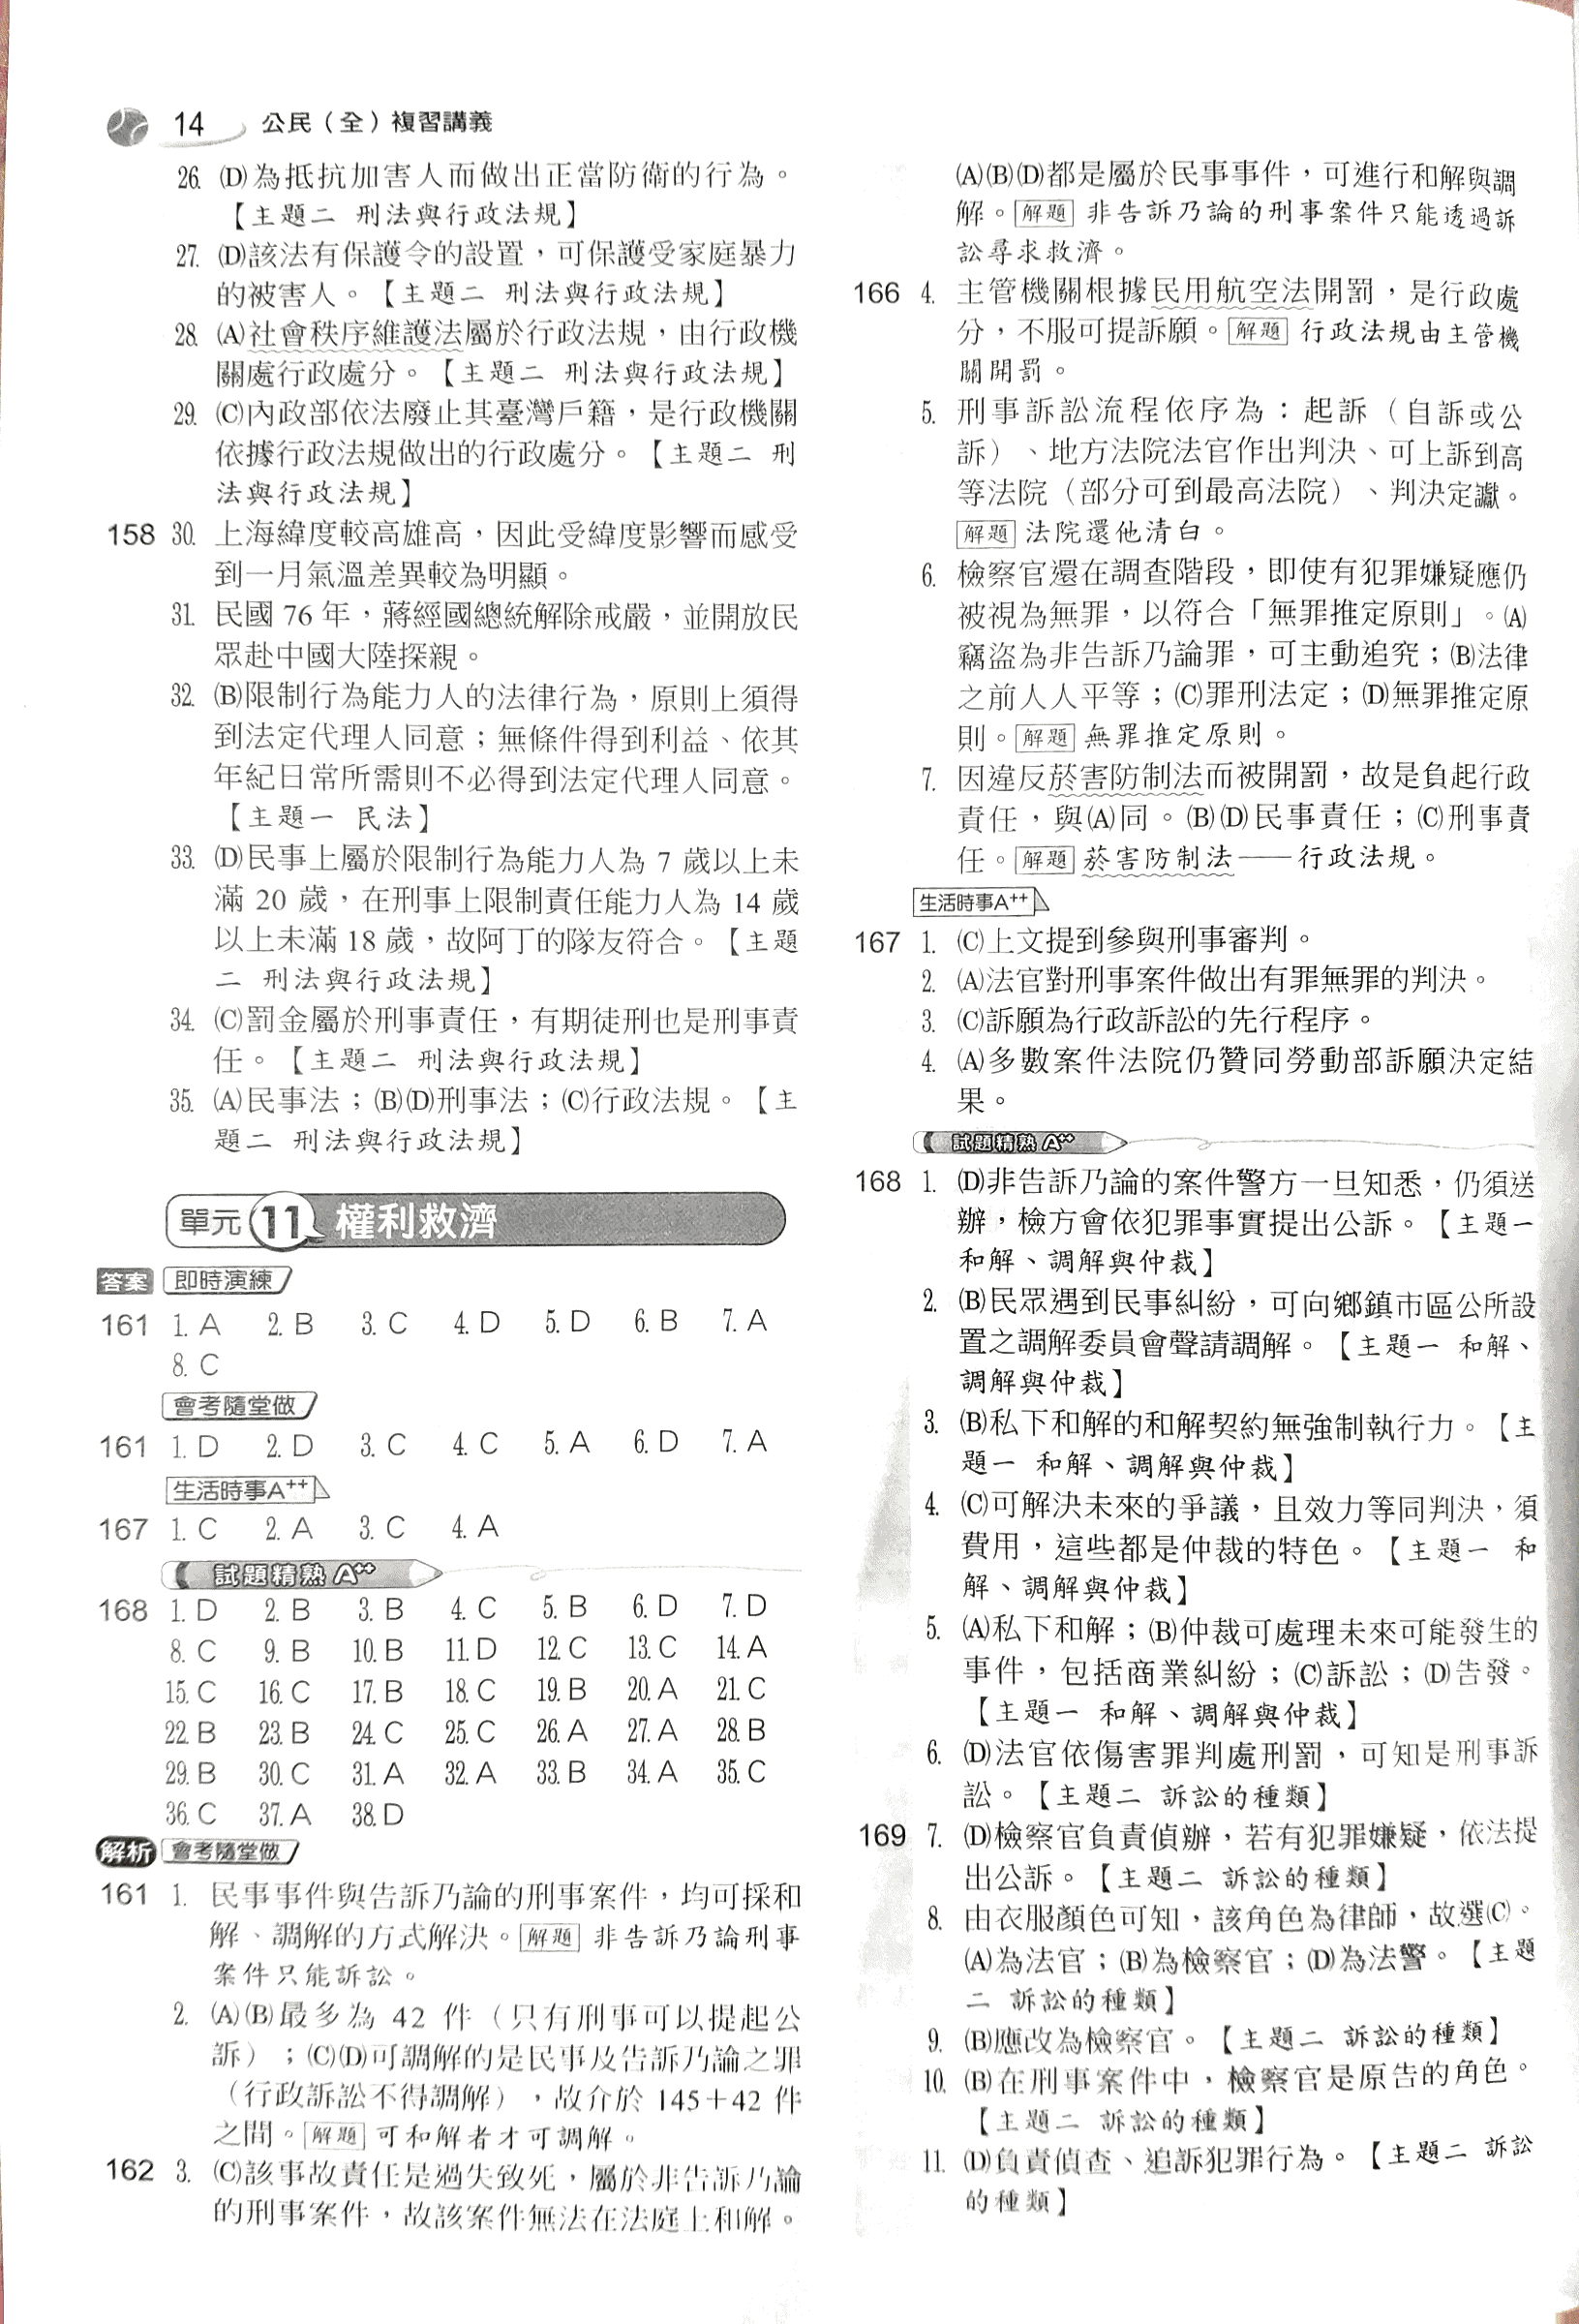 14 公民（全）複習講義
26. (D)為抵抗加害人而做出正當防衛的行為。
【主題二 刑法與行政法規】
27. (D)該法有保護令的設置，可保護受家庭暴力
的被害人。【主題二 刑法與行政法規】
28. (A)社會秩序維護法屬於行政法規，由行政機
關處行政處分。【主題二 刑法與行政法規】
29. (C)內政部依法廢止其臺灣戶籍，是行政機關
依據行政法規做出的行政處分。【主題二 刑
法與行政法規】
158 30. 上海緯度較高雄高，因此受緯度影響而感受
到一月氣溫差異較為明顯。
31. 民國 76 年，蔣經國總統解除戒嚴，並開放民
眾赴中國大陸探親。
32. (B)限制行為能力人的法律行為，原則上須得
到法定代理人同意；無條件得到利益、依其
年紀日常所需則不必得到法定代理人同意。
【主題一 民法】
33. (D)民事上屬於限制行為能力人為 7 歲以上未
滿 20 歲，在刑事上限制責任能力人為 14 歲
以上未滿 18 歲，故阿丁的隊友符合。【主題
二 刑法與行政法規】
34. (C)罰金屬於刑事責任，有期徒刑也是刑事責
任。【主題二 刑法與行政法規】
35. (A)民事法；(B)(D)刑事法；(C)行政法規。【主
題二 刑法與行政法規】
單元 11 權利救濟
答案 即時演練
161 1. A 2. B 3. C 4. D 5. D 6. B 7. A
8. C
會考隨堂做
161 1. D 2. D 3. C 4. C 5. A 6. D 7. A
生活時事A++
167 1. C 2. A 3. C 4. A
試題精熟 A++
168 1. D 2. B 3. B 4. C 5. B 6. D 7. D
8. C 9. B 10. B 11. D 12. C 13. C 14. A
15. C 16. C 17. B 18. C 19. B 20. A 21. C
22. B 23. B 24. C 25. C 26. A 27. A 28. B
29. B 30. C 31. A 32. A 33. B 34. A 35. C
36. C 37. A 38. D
解析 會考隨堂做
161 1. 民事事件與告訴乃論的刑事案件，均可採和
解、調解的方式解決。解題 非告訴乃論刑事
案件只能訴訟。
2. (A)(B)最多為 42 件（只有刑事可以提起公
訴）；(C)(D)可調解的是民事及告訴乃論之罪
（行政訴訟不得調解），故介於 145＋42 件
之間。解題 可和解者才可調解。
162 3. (C)該事故責任是過失致死，屬於非告訴乃論
的刑事案件，故該案件無法在法庭上和解。
(A)(B)(D)都是屬於民事事件，可進行和解與調
解。解題 非告訴乃論的刑事案件只能透過訴
訟尋求救濟。
166 4. 主管機關根據民用航空法開罰，是行政處
分，不服可提訴願。解題 行政法規由主管機
關開罰。
5. 刑事訴訟流程依序為：起訴（自訴或公
訴）、地方法院法官作出判決、可上訴到高
等法院（部分可到最高法院）、判決定讞。
解題 法院還他清白。
6. 檢察官還在調查階段，即使有犯罪嫌疑應仍
被視為無罪，以符合「無罪推定原則」。(A)
竊盜為非告訴乃論罪，可主動追究；(B)法律
之前人人平等；(C)罪刑法定；(D)無罪推定原
則。解題 無罪推定原則。
7. 因違反菸害防制法而被開罰，故是負起行政
責任，與(A)同。(B)(D)民事責任；(C)刑事責
任。解題 菸害防制法——行政法規。
生活時事A++
167 1. (C)上文提到參與刑事審判。
2. (A)法官對刑事案件做出有罪無罪的判決。
3. (C)訴願為行政訴訟的先行程序。
4. (A)多數案件法院仍贊同勞動部訴願決定結
果。
試題精熟 A++
168 1. (D)非告訴乃論的案件警方一旦知悉，仍須送
辦，檢方會依犯罪事實提出公訴。【主題一
和解、調解與仲裁】
2. (B)民眾遇到民事糾紛，可向鄉鎮市區公所設
置之調解委員會聲請調解。【主題一 和解、
調解與仲裁】
3. (B)私下和解的和解契約無強制執行力。【主
題一 和解、調解與仲裁】
4. (C)可解決未來的爭議，且效力等同判決，須
費用，這些都是仲裁的特色。【主題一 和
解、調解與仲裁】
5. (A)私下和解；(B)仲裁可處理未來可能發生的
事件，包括商業糾紛；(C)訴訟；(D)告發。
【主題一 和解、調解與仲裁】
6. (D)法官依傷害罪判處刑罰，可知是刑事訴
訟。【主題二 訴訟的種類】
169 7. (D)檢察官負責偵辦，若有犯罪嫌疑，依法提
出公訴。【主題二 訴訟的種類】
8. 由衣服顏色可知，該角色為律師，故選(C)。
(A)為法官；(B)為檢察官；(D)為法警。【主題
二 訴訟的種類】
9. (B)應改為檢察官。【主題二 訴訟的種類】
10. (B)在刑事案件中，檢察官是原告的角色。
【主題二 訴訟的種類】
11. (D)負責偵查、追訴犯罪行為。【主題二 訴訟
的種類】